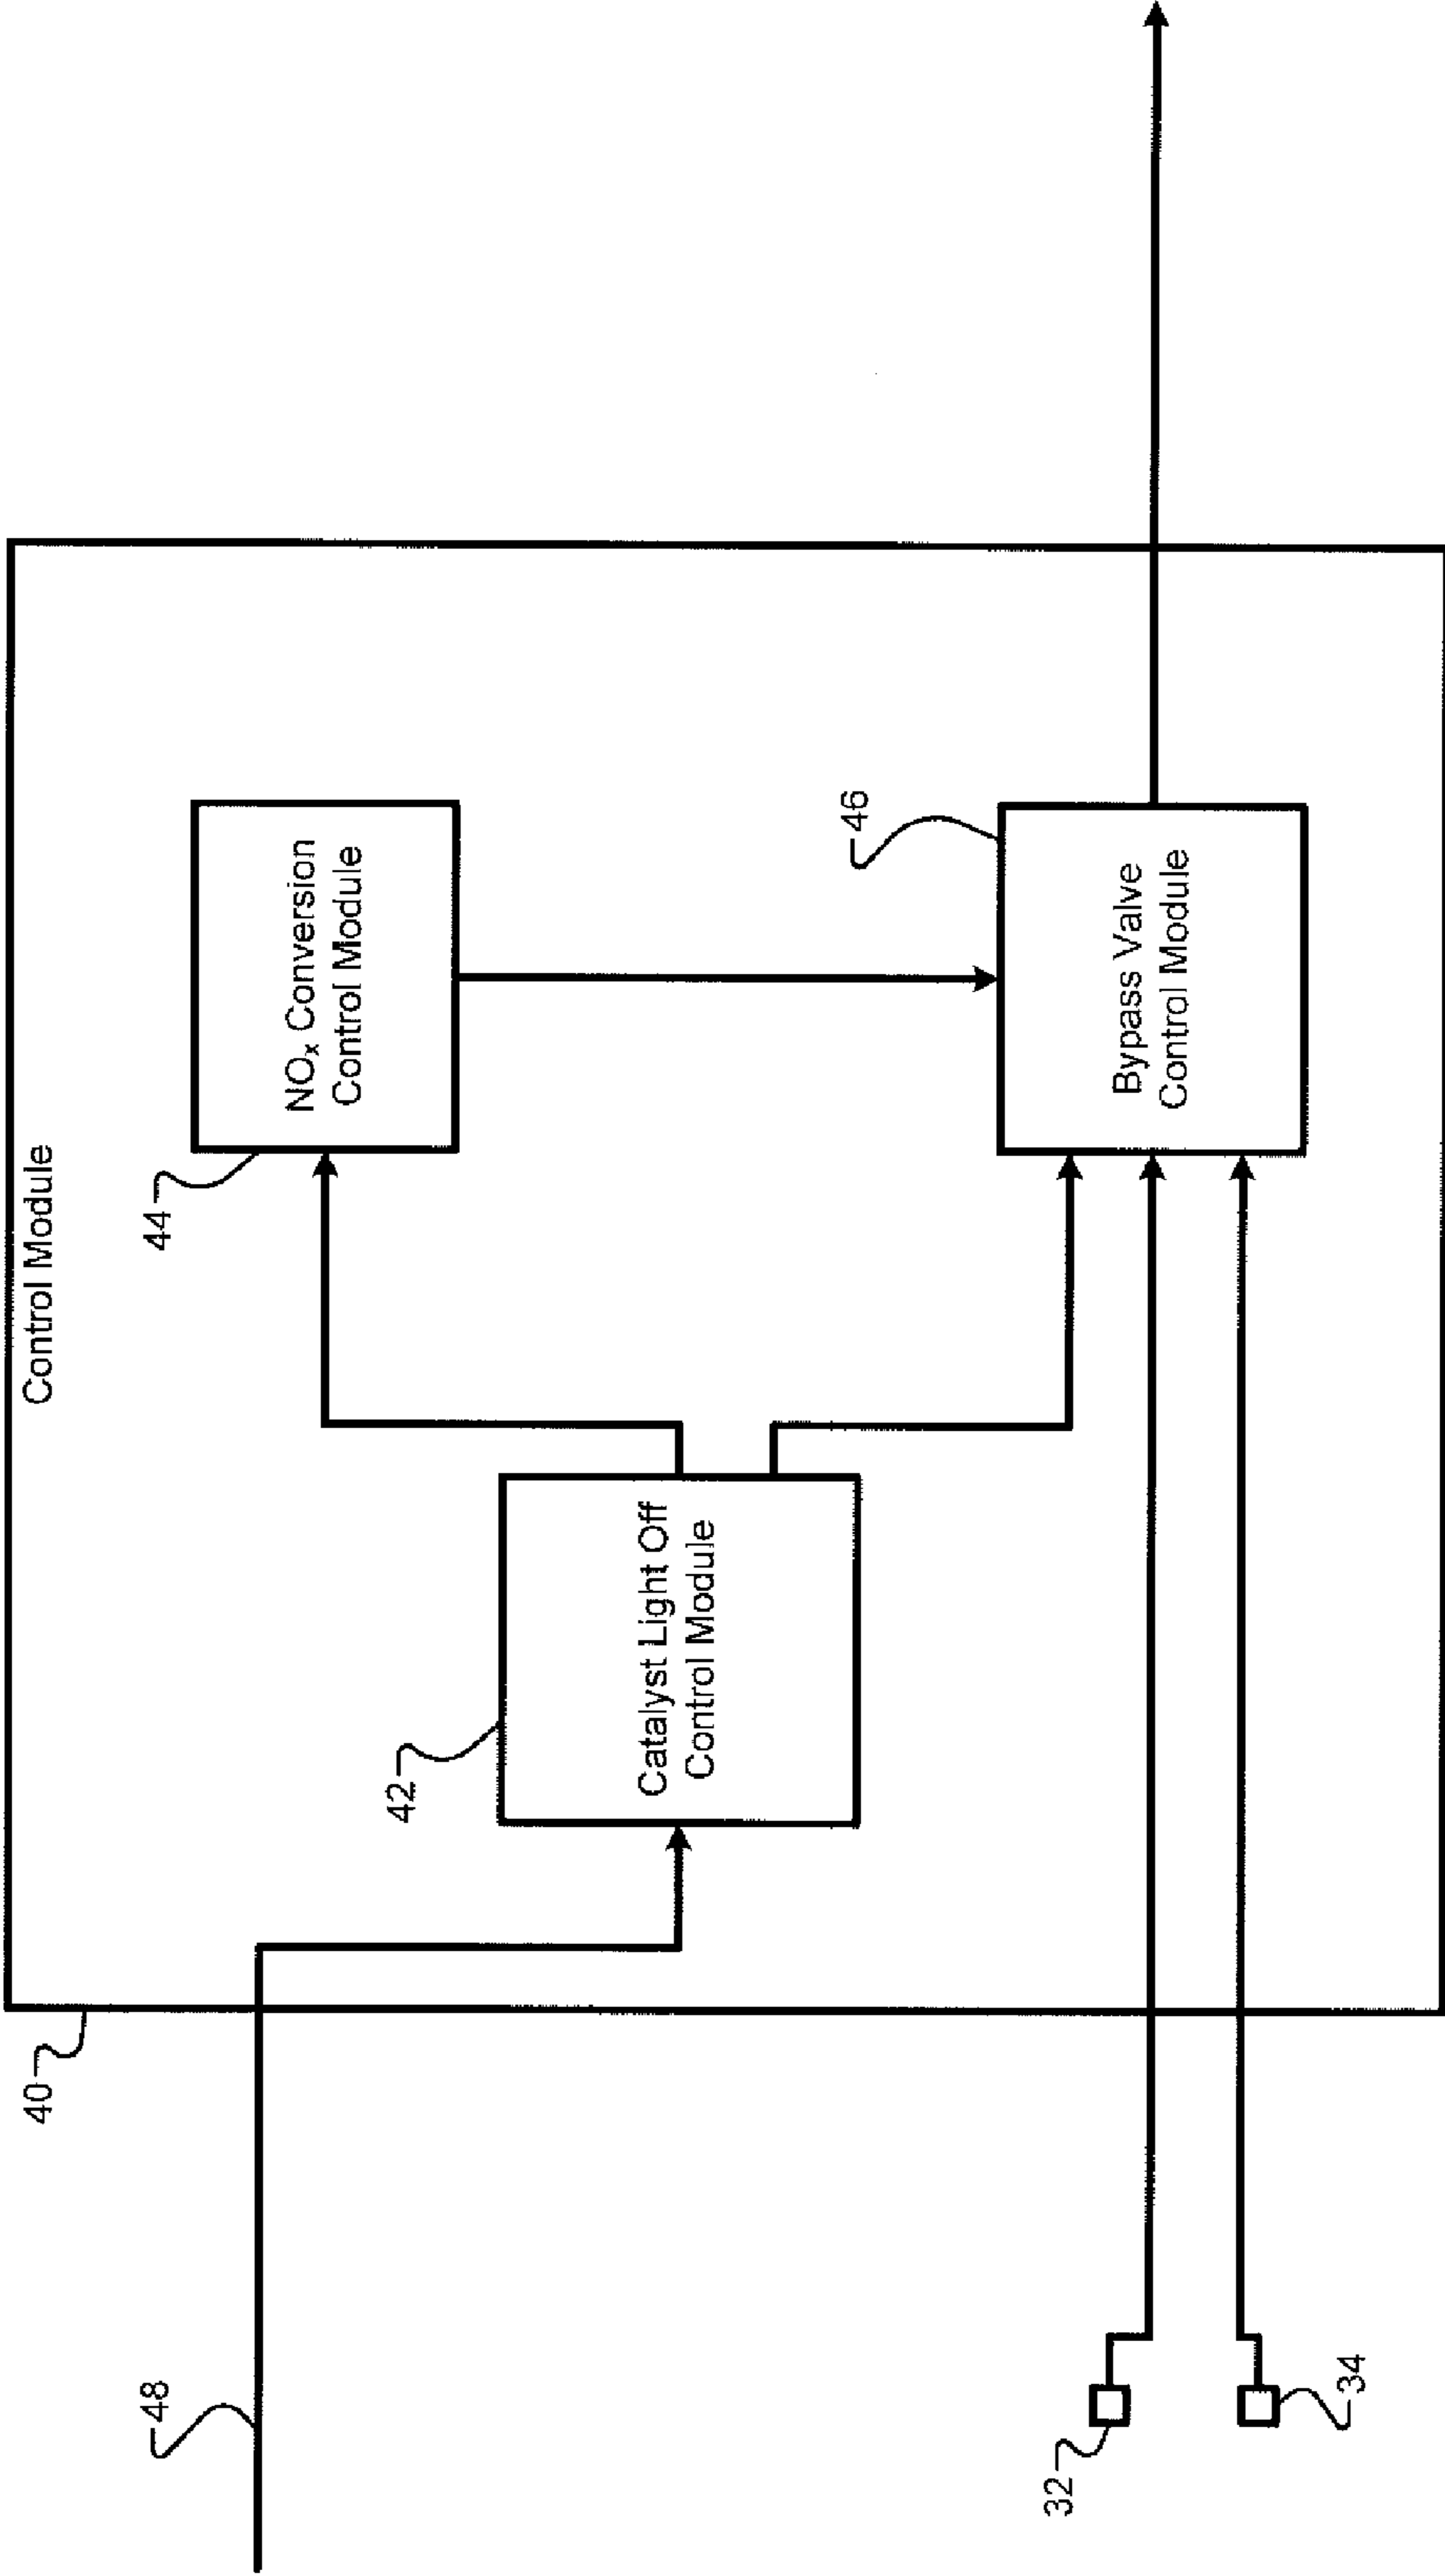 Control Module
40
48
42
Catalyst Light Off
Control Module
44
NOₓ Conversion
Control Module
46
Bypass Valve
Control Module
32
34